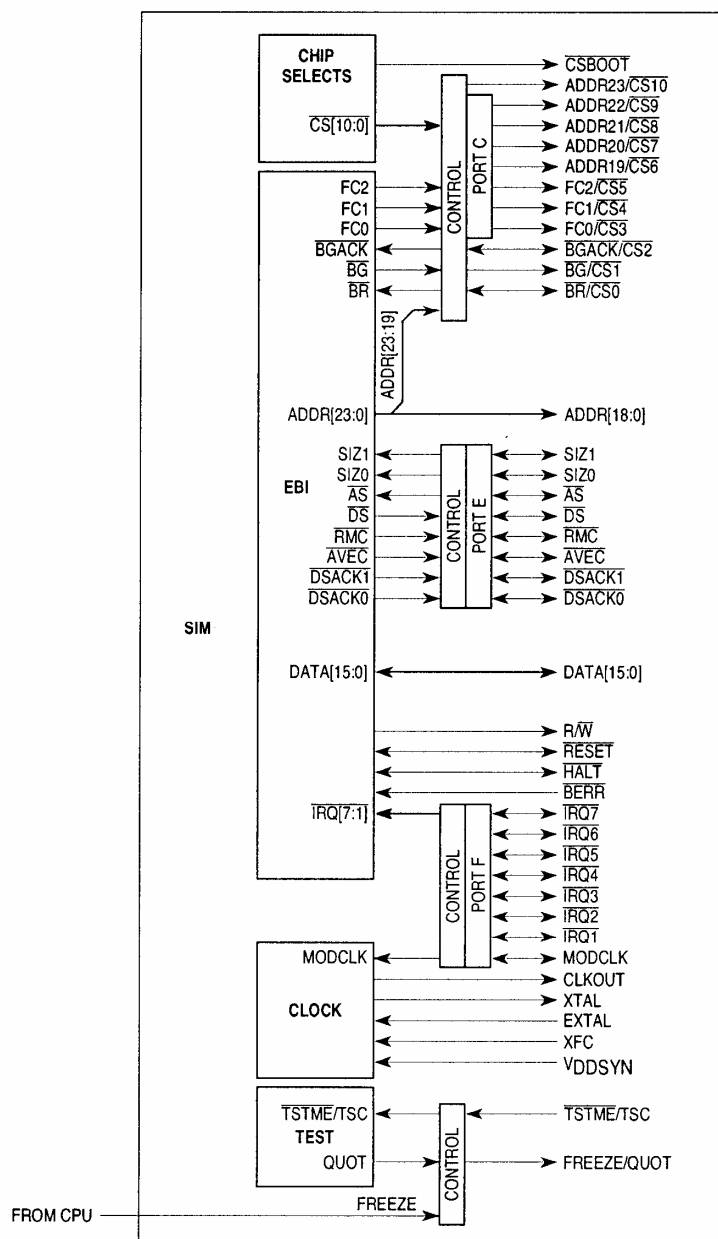 CHIP
SELECTS
CS[10:0]
CSBOOT
ADDR23/CS10
ADDR22/CS9
ADDR21/CS8
ADDR20/CS7
ADDR19/CS6
FC2/CS5
FC1/CS4
FC0/CS3
BGACK/CS2
BG/CS1
BR/CS0
CONTROL
PORT C
FC2
FC1
FC0
BGACK
BG
BR
ADDR[23:19]
ADDR[23:0]
ADDR[18:0]
EBI
SIZ1
SIZ0
AS
DS
RMC
AVEC
DSACK1
DSACK0
CONTROL
PORT E
SIZ1
SIZ0
AS
DS
RMC
AVEC
DSACK1
DSACK0
SIM
DATA[15:0]
DATA[15:0]
R/W
RESET
HALT
BERR
IRQ[7:1]
CONTROL
PORT F
IRQ7
IRQ6
IRQ5
IRQ4
IRQ3
IRQ2
IRQ1
MODCLK
MODCLK
CLOCK
CLKOUT
XTAL
EXTAL
XFC
VDDSYN
TSTME/TSC
TEST
QUOT
CONTROL
TSTME/TSC
FREEZE/QUOT
FREEZE
FROM CPU